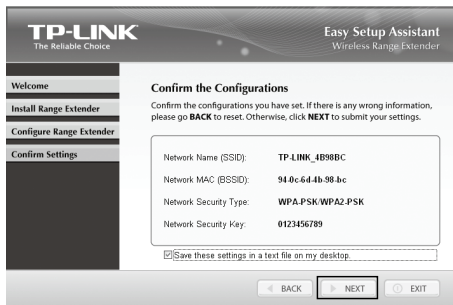 TP-LINK
The Reliable Choice
Easy Setup Assistant
Wireless Range Extender
Welcome
Install Range Extender
Configure Range Extender
Confirm Settings
Confirm the Configurations
Confirm the configurations you have set. If there is any wrong information,
please go BACK to reset. Otherwise, click NEXT to submit your settings.
Network Name (SSID): TP-LINK_4B98BC
Network MAC (BSSID): 94-0c-6d-4b-98-bc
Network Security Type: WPA-PSK/WPA2-PSK
Network Security Key: 0123456789
Save these settings in a text file on my desktop.
BACK
NEXT
EXIT